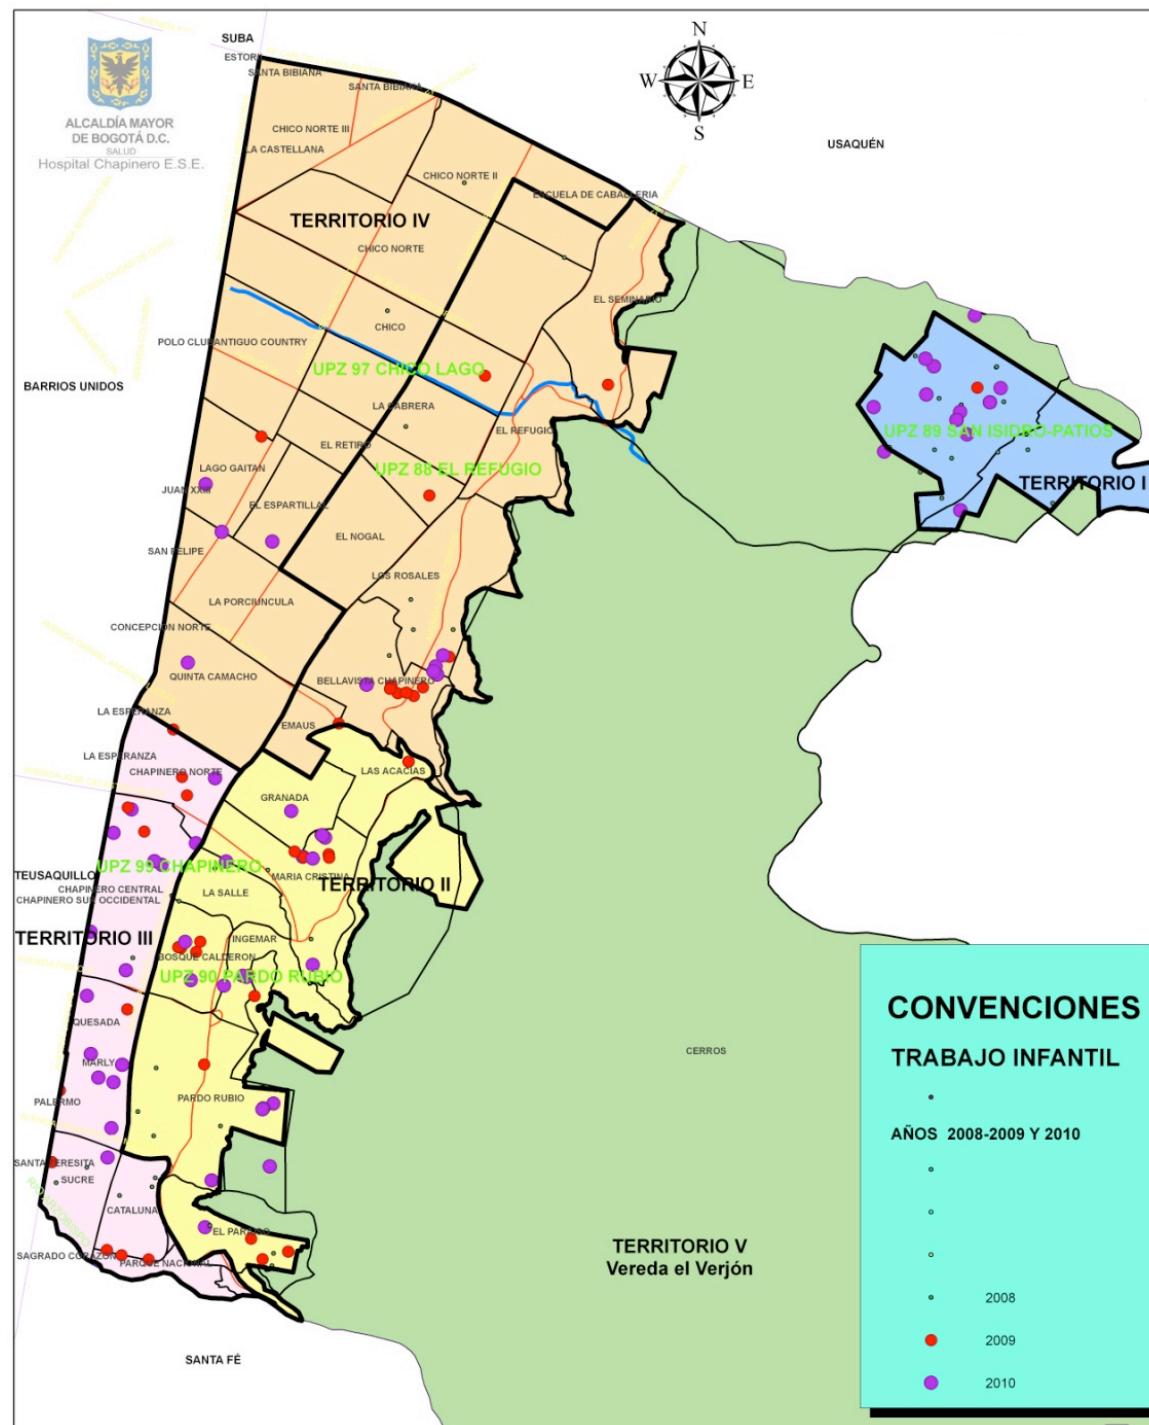 SUBA
ESTORIL
SANTA BIBIANA
SANTA BIBIANA
N
W
E
S
ALCALDÍA MAYOR
DE BOGOTÁ D.C.
SALUD
Hospital Chapinero E.S.E.
CHICO NORTE III
LA CASTELLANA
USAQUÉN
CHICO NORTE II
ESCUELA DE CABALLERIA
TERRITORIO IV
CHICO NORTE
EL SEMINARIO
CHICO
POLO CLUB
ANTIGUO COUNTRY
UPZ 97 CHICO LAGO
BARRIOS UNIDOS
LA CABRERA
EL REFUGIO
UPZ 89 SAN ISIDRO-PATIOS
EL RETIRO
LAGO GAITAN
UPZ 88 EL REFUGIO
TERRITORIO I
JUAN XXIII
EL ESPARTILLAL
EL NOGAL
SAN FELIPE
LOS ROSALES
LA PORCIUNCULA
CONCEPCION NORTE
QUINTA CAMACHO
BELLAVISTA CHAPINERO
LA ESPERANZA
EMAUS
LA ESPERANZA
CHAPINERO NORTE
LAS ACACIAS
GRANADA
UPZ 99 CHAPINERO
TEUSAQUILLO
MARIA CRISTINA
TERRITORIO II
CHAPINERO CENTRAL
LA SALLE
CHAPINERO SUR OCCIDENTAL
TERRITORIO III
INGEMAR
BOSQUE CALDERON
UPZ 90 PARDO RUBIO
QUESADA
CERROS
MARLY
PARDO RUBIO
PALERMO
SANTA TERESITA
SUCRE
CATALUNA
EL PARAISO
SAGRADO CORAZON
PARQUE NACIONAL
TERRITORIO V
Vereda el Verjón
SANTA FÉ
CONVENCIONES
TRABAJO INFANTIL
AÑOS 2008-2009 Y 2010
2008
2009
2010